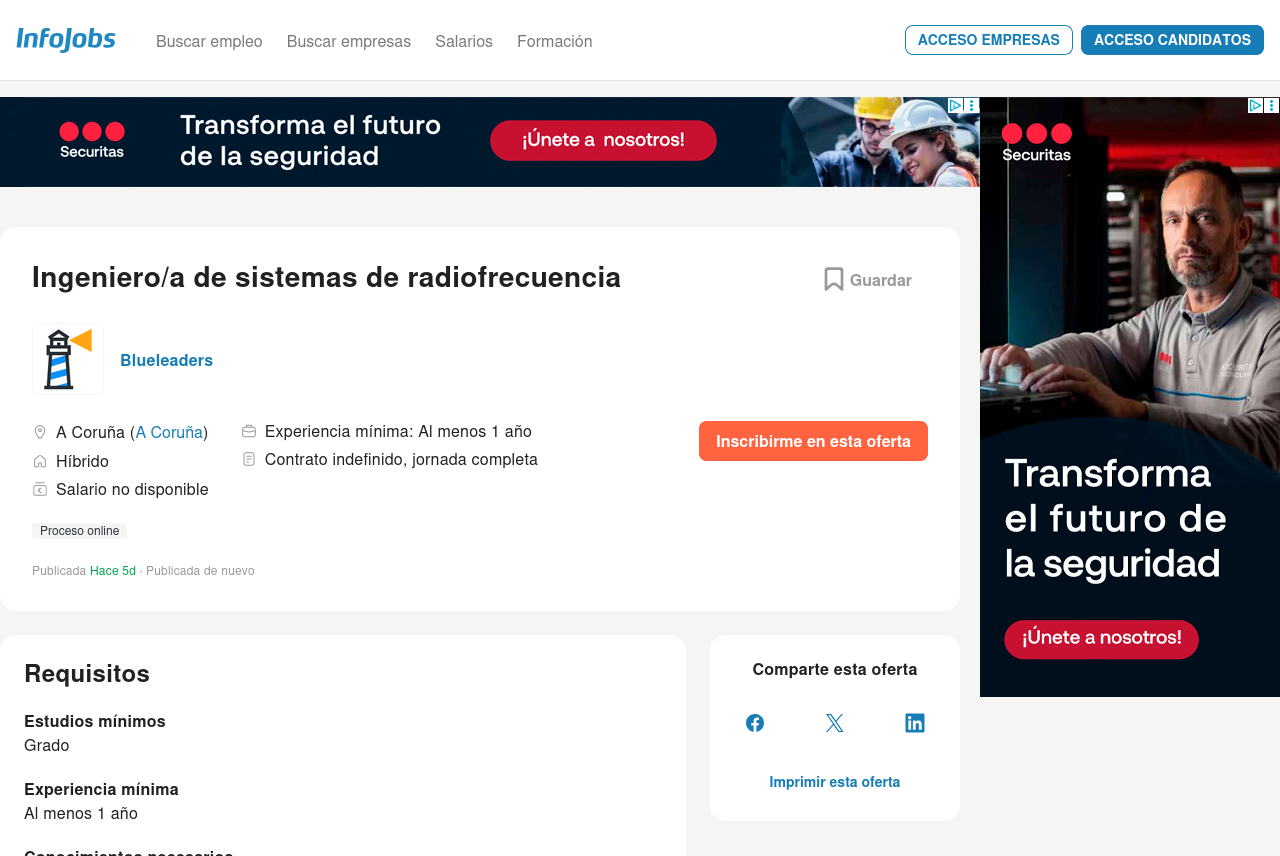 InfoJobs
Buscar empleo
Buscar empresas
Salarios
Formación
ACCESO EMPRESAS
ACCESO CANDIDATOS
Securitas
Transforma el futuro
de la seguridad
¡Únete a nosotros!
Securitas
Transforma
el futuro de
la seguridad
¡Únete a nosotros!
Ingeniero/a de sistemas de radiofrecuencia
Guardar
Blueleaders
A Coruña (A Coruña)
Híbrido
Salario no disponible
Experiencia mínima: Al menos 1 año
Contrato indefinido, jornada completa
Inscribirme en esta oferta
Proceso online
Publicada Hace 5d · Publicada de nuevo
Requisitos
Estudios mínimos
Grado
Experiencia mínima
Al menos 1 año
Conocimientos necesarios
Comparte esta oferta
Imprimir esta oferta